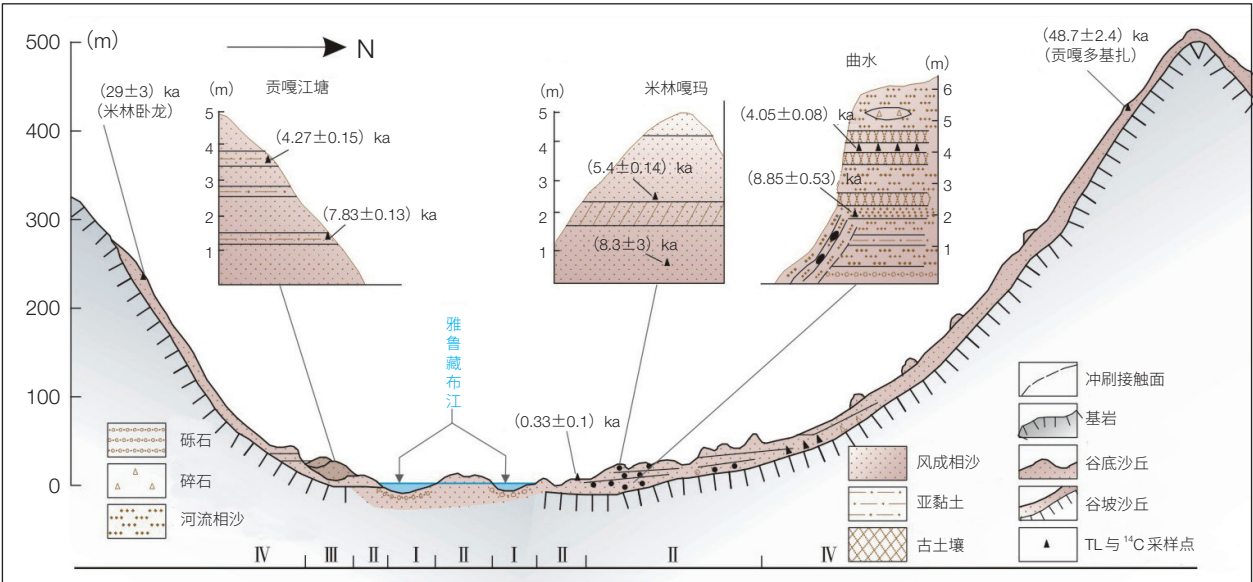 500
(m)
400
300
200
100
0
N
(29±3) ka
(米林卧龙)
贡嘎江塘
(m)
5
4
3
2
1
(4.27±0.15) ka
(7.83±0.13) ka
米林嘎玛
(m)
5
4
3
2
1
(5.4±0.14) ka
(8.3±3) ka
曲水
(m)
6
5
4
3
2
1
(4.05±0.08) ka
(8.85±0.53) ka
(48.7±2.4) ka
(贡嘎多基扎)
雅鲁藏布江
(0.33±0.1) ka
砾石
碎石
河流相沙
风成相沙
亚黏土
古土壤
冲刷接触面
基岩
谷底沙丘
谷坡沙丘
TL与¹⁴C采样点
Ⅳ Ⅲ Ⅱ Ⅰ Ⅱ Ⅰ Ⅱ Ⅱ Ⅳ